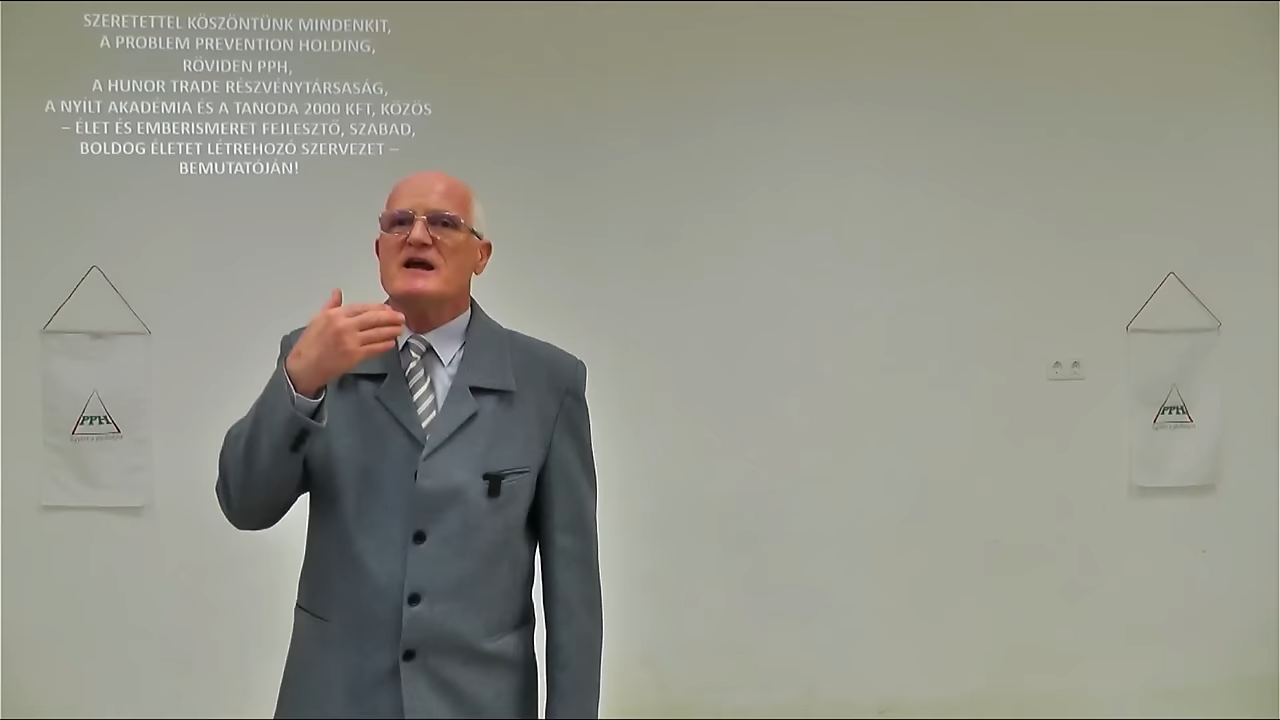 SZERETETTEL KÖSZÖNTÜNK MINDENKIT,
A PROBLEM PREVENTION HOLDING,
RÖVIDEN PPH,
A HUNOR TRADE RÉSZVÉNYTÁRSASÁG,
A NYÍLT AKADÉMIA ÉS A TANODA 2000 KFT, KÖZÖS
– ÉLET ÉS EMBERISMERET FEJLESZTŐ, SZABAD,
BOLDOG ÉLETET LÉTREHOZÓ SZERVEZET –
BEMUTATÓJÁN!
PPH
PPH